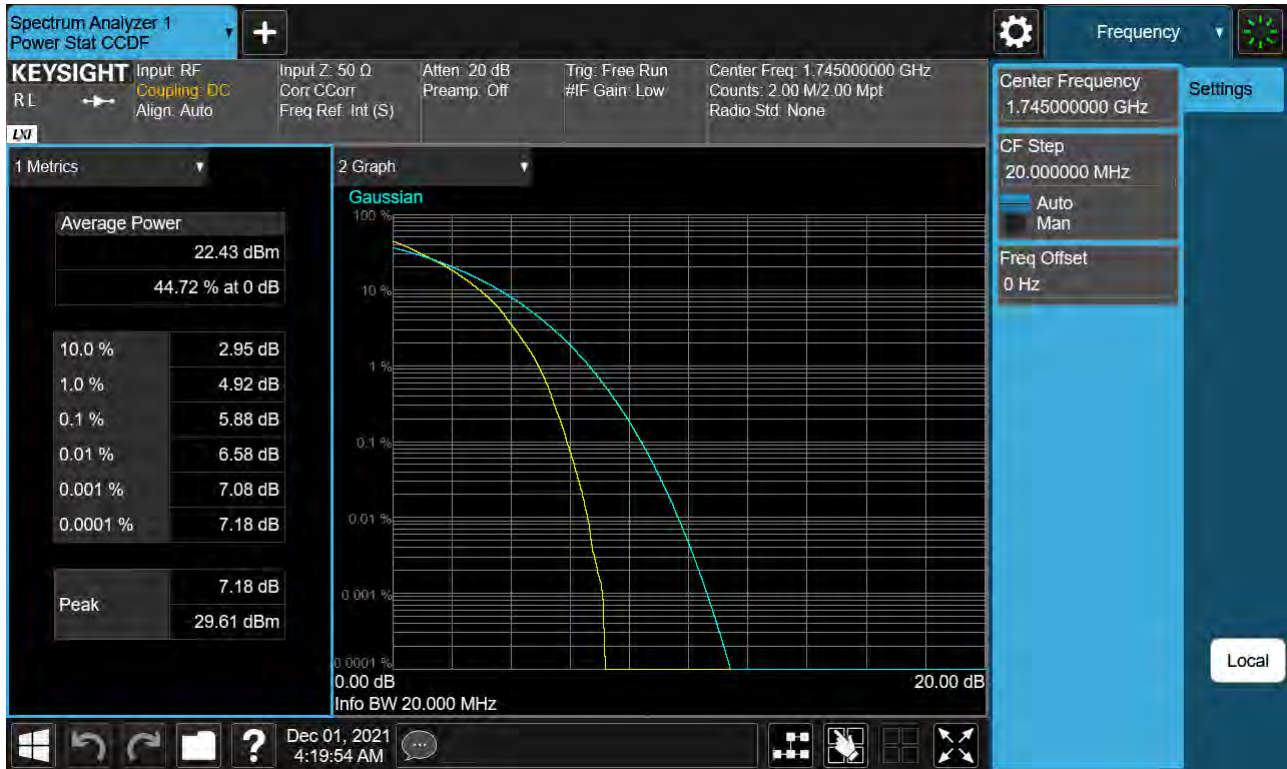 Spectrum Analyzer 1
Power Stat CCDF
+
Frequency
KEYSIGHT
RL
LXI
Input: RF
Coupling: DC
Align: Auto
Input Z: 50 Ω
Corr CCorr
Freq Ref: Int (S)
Atten: 20 dB
Preamp: Off
Trig: Free Run
#IF Gain: Low
Center Freq: 1.745000000 GHz
Counts: 2.00 M/2.00 Mpt
Radio Std: None
1 Metrics
Average Power
22.43 dBm
44.72 % at 0 dB
10.0 % 2.95 dB
1.0 % 4.92 dB
0.1 % 5.88 dB
0.01 % 6.58 dB
0.001 % 7.08 dB
0.0001 % 7.18 dB
Peak
7.18 dB
29.61 dBm
2 Graph
Gaussian
100 %
10 %
1 %
0.1 %
0.01 %
0.001 %
0.0001 %
0.00 dB 20.00 dB
Info BW 20.000 MHz
Center Frequency
1.745000000 GHz
CF Step
20.000000 MHz
Auto
Man
Freq Offset
0 Hz
Settings
Local
?
Dec 01, 2021
4:19:54 AM